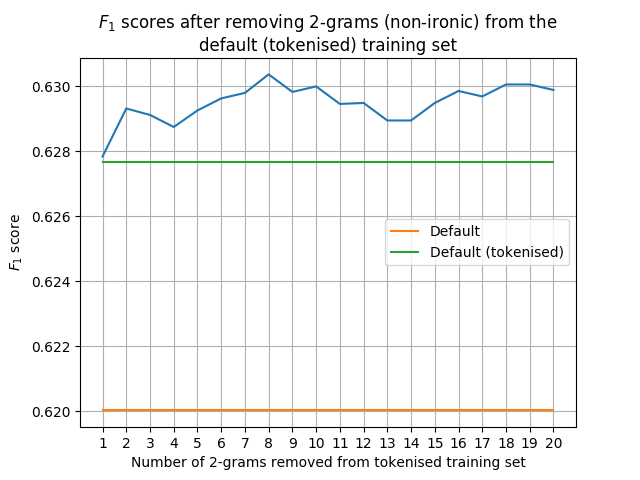 F₁ scores after removing 2-grams (non-ironic) from the
default (tokenised) training set
0.630
0.628
0.626
0.624
0.622
0.620
F₁ score
Default
Default (tokenised)
1 2 3 4 5 6 7 8 9 10 11 12 13 14 15 16 17 18 19 20
Number of 2-grams removed from tokenised training set